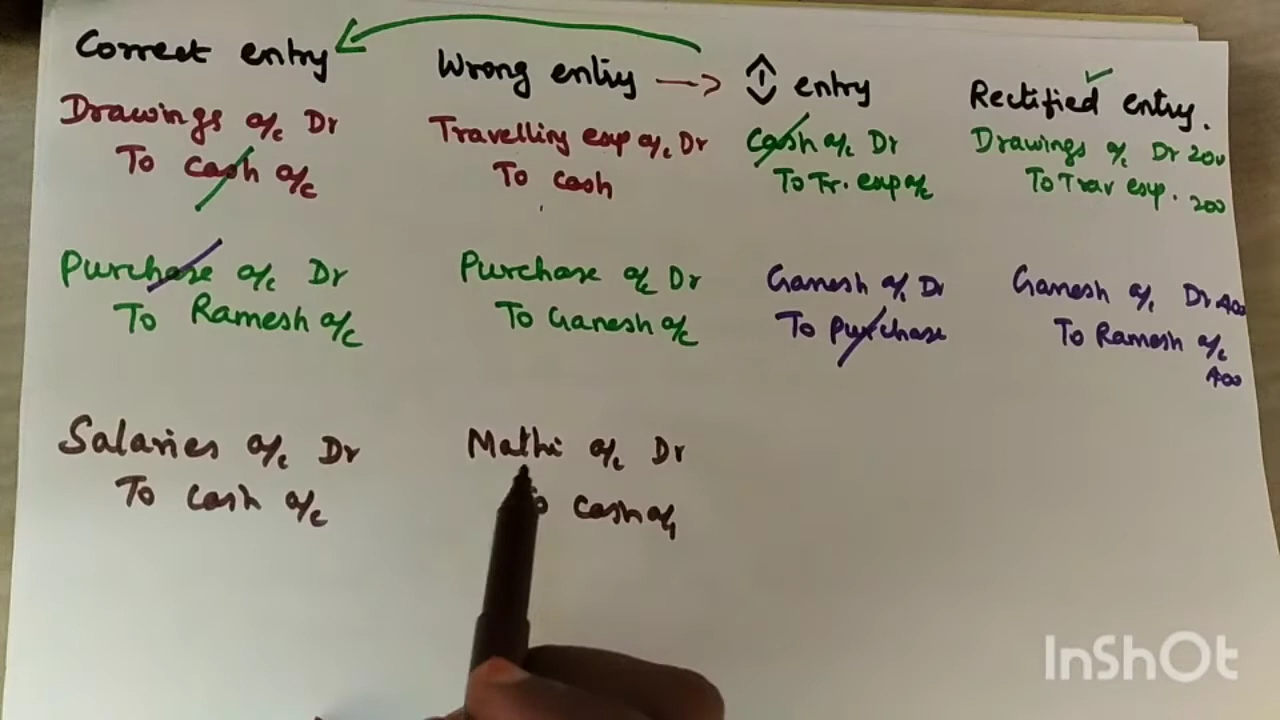 Correct entry
Wrong entry
entry
Rectified entry.
Drawings a/c Dr
To cash a/c
Travelling exp a/c Dr
To cash
Cash a/c Dr
To Tr. exp a/c
Drawings a/c Dr 200
To Trav exp. 200
Purchase a/c Dr
To Ramesh a/c
Purchase a/c Dr
To Ganesh a/c
Ganesh a/c Dr
To purchase
Ganesh a/c Dr 400
To Ramesh a/c
400
Salaries a/c Dr
To cash a/c
Mathi a/c Dr
cash a/c
InShOt